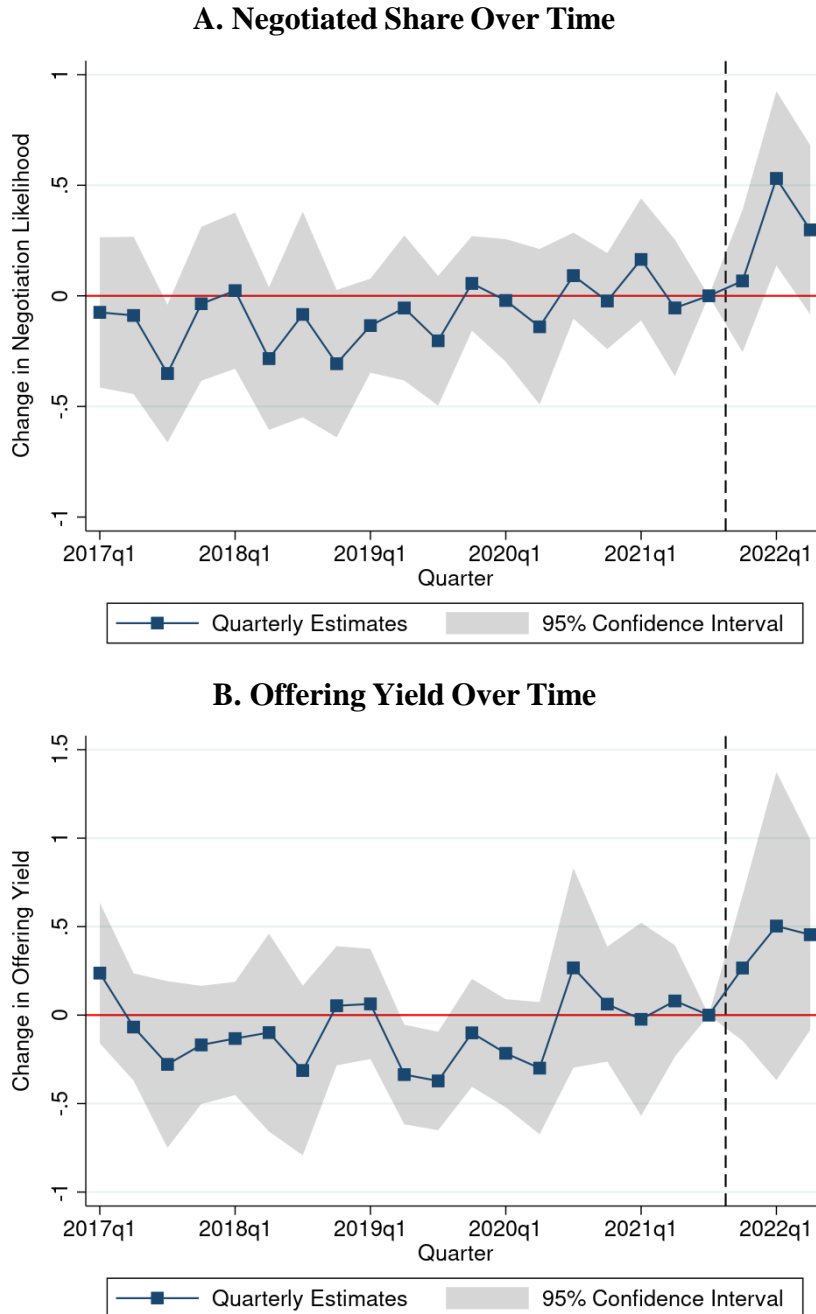 A. Negotiated Share Over Time
Change in Negotiation Likelihood
1
.5
0
-.5
-1
2017q1 2018q1 2019q1 2020q1 2021q1 2022q1
Quarter
Quarterly Estimates 95% Confidence Interval
B. Offering Yield Over Time
Change in Offering Yield
1.5
1
.5
0
-.5
-1
2017q1 2018q1 2019q1 2020q1 2021q1 2022q1
Quarter
Quarterly Estimates 95% Confidence Interval